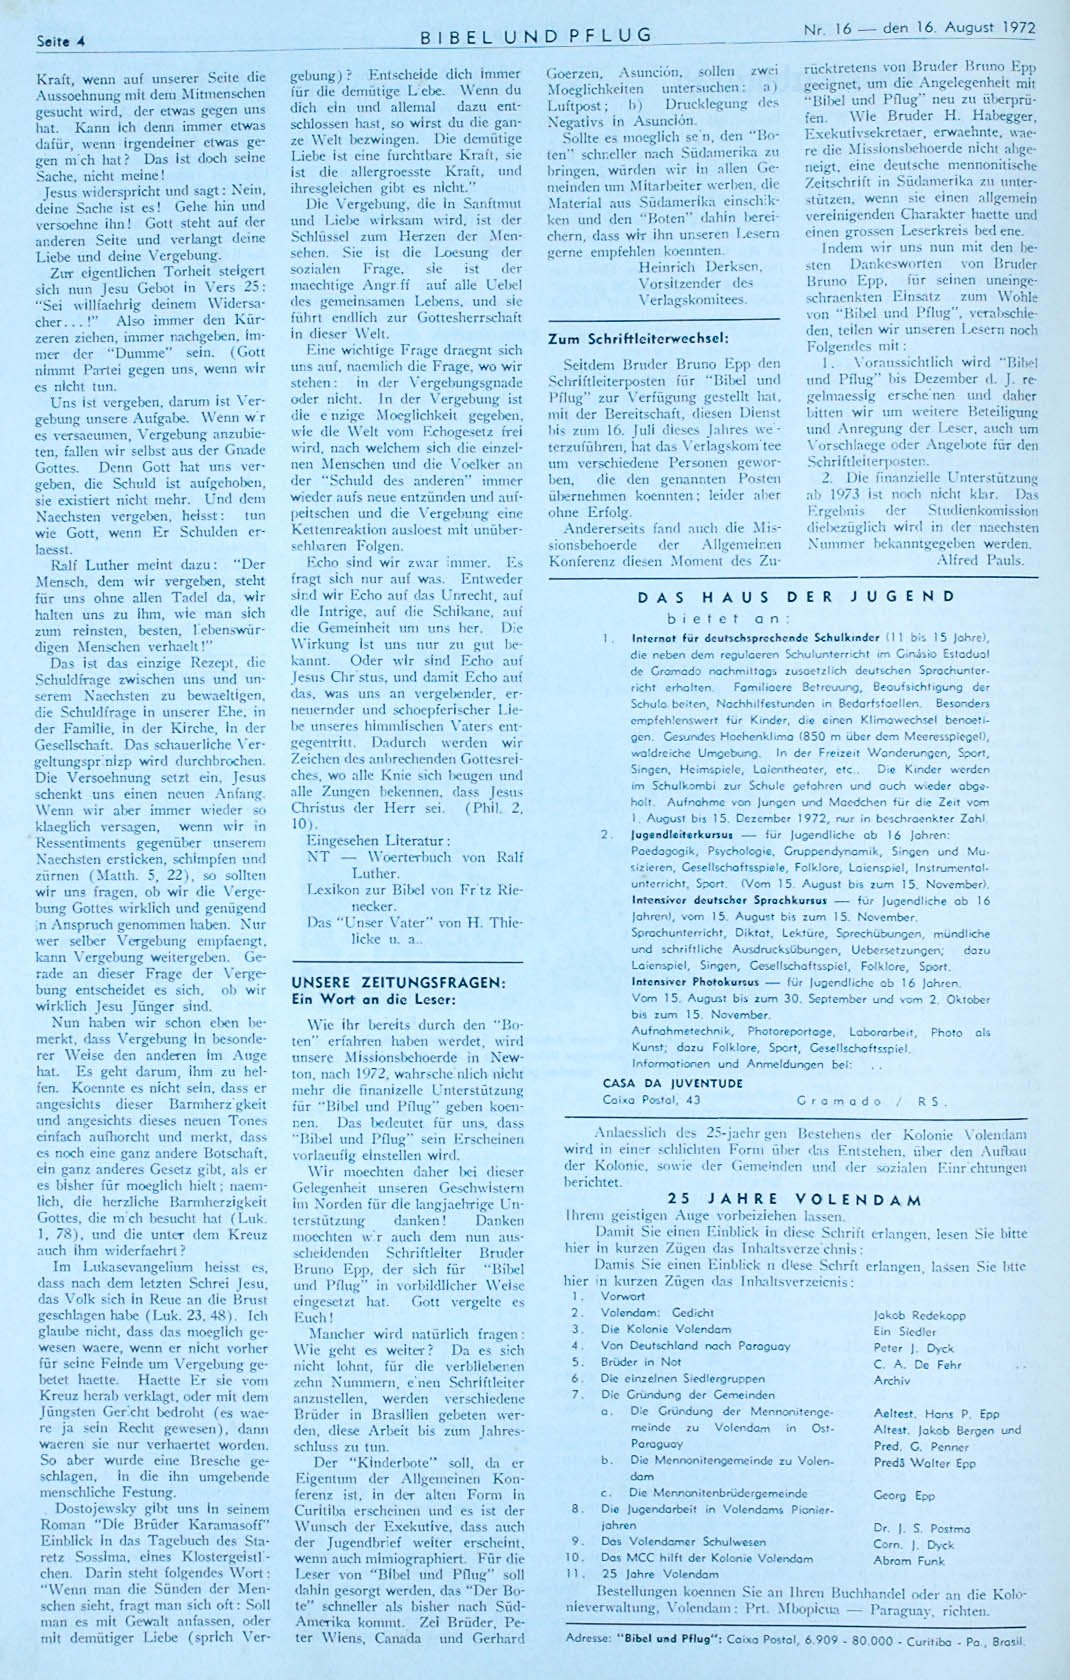 Seite 4
BIBEL UND PFLUG
Nr. 16 — den 16. August 1972
Kraft, wenn auf unserer Seite die
Aussoehnung mit dem Mitmenschen
gesucht wird, der etwas gegen uns
hat. Kann ich denn immer etwas
dafür, wenn irgendeiner etwas ge-
gen m'ch hat? Das ist doch seine
Sache, nicht meine!
Jesus widerspricht und sagt: Nein,
deine Sache ist es! Gehe hin und
versoehne ihn! Gott steht auf der
anderen Seite und verlangt deine
Liebe und deine Vergebung.
Zur eigentlichen Torheit steigert
sich nun Jesu Gebot in Vers 25:
"Sei willfaehrig deinem Widersa-
cher...!" Also immer den Kür-
zeren ziehen, immer nachgeben, im-
mer der "Dumme" sein. (Gott
nimmt Partei gegen uns, wenn wir
es nicht tun.
Uns ist vergeben, darum ist Ver-
gebung unsere Aufgabe. Wenn w'r
es versaeumen, Vergebung anzubie-
ten, fallen wir selbst aus der Gnade
Gottes. Denn Gott hat uns ver-
geben, die Schuld ist aufgehoben,
sie existiert nicht mehr. Und dem
Naechsten vergeben, heisst: tun
wie Gott, wenn Er Schulden er-
laesst.
Ralf Luther meint dazu: "Der
Mensch, dem wir vergeben, steht
für uns ohne allen Tadel da, wir
halten uns zu ihm, wie man sich
zum reinsten, besten, l'ebenswür-
digen Menschen verhaelt!"
Das ist das einzige Rezept, die
Schuldfrage zwischen uns und un-
serem Naechsten zu bewaeltigen,
die Schuldfrage in unserer Ehe, in
der Familie, in der Kirche, in der
Gesellschaft. Das schauerliche Ver-
geltungspr'nizp wird durchbrochen.
Die Versoehnung setzt ein, Jesus
schenkt uns einen neuen Anfang.
Wenn wir aber immer wieder so
klaeglich versagen, wenn wir in
Ressentiments gegenüber unserem
Naechsten ersticken, schimpfen und
zürnen (Matth. 5, 22), so sollten
wir uns fragen, ob wir die Verge-
bung Gottes wirklich und genügend
in Anspruch genommen haben. Nur
wer selber Vergebung empfaengt,
kann Vergebung weitergeben. Ge-
rade an dieser Frage der Verge-
bung entscheidet es sich, ob wir
wirklich Jesu Jünger sind.
Nun haben wir schon eben be-
merkt, dass Vergebung in besonde-
rer Weise den anderen im Auge
hat. Es geht darum, ihm zu hel-
fen. Koennte es nicht sein, dass er
angesichts dieser Barmherz'gkeit
und angesichts dieses neuen Tones
einfach aufhorcht und merkt, dass
es noch eine ganz andere Botschaft,
ein ganz anderes Gesetz gibt, als er
es bisher für moeglich hielt; naem-
lich, die herzliche Barmherzigkeit
Gottes, die m'ch besucht hat (Luk.
1, 78), und die unter dem Kreuz
auch ihm widerfaehrt?
Im Lukasevangelium heisst es,
dass nach dem letzten Schrei Jesu,
das Volk sich in Reue an die Brust
geschlagen habe (Luk. 23, 48). Ich
glaube nicht, dass das moeglich ge-
wesen waere, wenn er nicht vorher
für seine Feinde um Vergebung ge-
betet haette. Haette Er sie vom
Kreuz herab verklagt, oder mit dem
Jüngsten Ger'cht bedroht (es wae-
re ja sein Recht gewesen), dann
waeren sie nur verhaertet worden.
So aber wurde eine Bresche ge-
schlagen, in die ihn umgebende
menschliche Festung.
Dostojewsky gibt uns in seinem
Roman "Die Brüder Karamasoff"
Einblick in das Tagebuch des Sta-
retz Sossima, eines Klostergeistl'-
chen. Darin steht folgendes Wort:
"Wenn man die Sünden der Men-
schen sieht, fragt man sich oft: Soll
man es mit Gewalt anfassen, oder
mit demütiger Liebe (sprich Ver-
gebung)? Entscheide dich immer
für die demütige L'ebe. Wenn du
dich ein und allemal dazu ent-
schlossen hast, so wirst du die gan-
ze Welt bezwingen. Die demütige
Liebe ist eine furchtbare Kraft, sie
ist die allergroesste Kraft, und
ihresgleichen gibt es nicht."
Die Vergebung, die in Sanftmut
und Liebe wirksam wird, ist der
Schlüssel zum Herzen der Men-
sehen. Sie ist die Loesung der
sozialen Frage, sie ist der
maechtige Angr'ff auf alle Uebel
des gemeinsamen Lebens, und sie
führt endlich zur Gottesherrschaft
in dieser Welt.
Eine wichtige Frage draengt sich
uns auf, naemlich die Frage, wo wir
stehen: in der Vergebungsgnade
oder nicht. In der Vergebung ist
die e'nzige Moeglichkeit gegeben,
wie die Welt vom Echogesetz frei
wird, nach welchem sich die einzel-
nen Menschen und die Voelker an
der "Schuld des anderen" immer
wieder aufs neue entzünden und auf-
peitschen und die Vergebung eine
Kettenreaktion ausloest mit unüber-
sehbaren Folgen.
Echo sind wir zwar immer. Es
fragt sich nur auf was. Entweder
sind wir Echo auf das Unrecht, auf
die Intrige, auf die Schikane, auf
die Gemeinheit um uns her. Die
Wirkung ist uns nur zu gut be-
kannt. Oder wir sind Echo auf
Jesus Chr'stus, und damit Echo auf
das, was uns an vergebender, er-
neuernder und schoepferischer Lie-
be unseres himmlischen Vaters ent-
gegentritt. Dadurch werden wir
Zeichen des anbrechenden Gottesrei-
ches, wo alle Knie sich beugen und
alle Zungen bekennen, dass Jesus
Christus der Herr sei. (Phil. 2,
10).
Eingesehen Literatur:
NT — Woerterbuch von Ralf
Luther.
Lexikon zur Bibel von Fr'tz Rie-
necker.
Das "Unser Vater" von H. Thie-
licke u. a..
UNSERE ZEITUNGSFRAGEN:
Ein Wort an die Leser:
Wie ihr bereits durch den "Bo-
ten" erfahren haben werdet, wird
unsere Missionsbehoerde in New-
ton, nach 1972, wahrsche'nlich nicht
mehr die finanizelle Unterstützung
für "Bibel und Pflug" geben koen-
nen. Das bedeutet für uns, dass
"Bibel und Pflug" sein Erscheinen
vorlaeufig einstellen wird.
Wir moechten daher bei dieser
Gelegenheit unseren Geschwistern
im Norden für die langjaehrige Un-
terstützung danken! Danken
moechten w'r auch dem nun aus-
scheidenden Schriftleiter Bruder
Bruno Epp, der sich für "Bibel
und Pflug" in vorbildllcher Weise
eingesetzt hat. Gott vergelte es
Euch!
Mancher wird natürlich fragen:
Wie geht es weiter? Da es sich
nicht lohnt, für die verbliebenen
zehn Nummern, e'nen Schriftleiter
anzustellen, werden verschiedene
Brüder in Brasilien gebeten wer-
den, diese Arbeit bis zum Jahres-
schluss zu tun.
Der "Kinderbote" soll, da er
Eigentum der Allgemeinen Kon-
ferenz ist, in der alten Form in
Curitiba erscheinen und es ist der
Wunsch der Exekutive, dass auch
der Jugendbrief weiter erscheint,
wenn auch mimiographiert. Für die
Leser von "Bibel und Pflug" soll
dahin gesorgt werden, das "Der Bo-
te" schneller als bisher nach Süd-
Amerika kommt. Zei Brüder, Pe-
ter Wiens, Canada und Gerhard
Goerzen, Asunción, sollen zwei
Moeglichkeiten untersuchen: a)
Luftpost; b) Drucklegung des
Negativs in Asunción.
Sollte es moeglich se'n, den "Bo-
ten" schneller nach Südamerika zu
bringen, würden wir in allen Ge-
meinden um Mitarbeiter werben, die
Material aus Südamerika einschik-
ken und den "Boten" dahin berei-
chern, dass wir ihn unseren Lesern
gerne empfehlen koennten.
Heinrich Derksen,
Vorsitzender des
Verlagskomitees.
Zum Schriftleiterwechsel:
Seitdem Bruder Bruno Epp den
Schriftleiterposten für "Bibel und
Pflug" zur Verfügung gestellt hat,
mit der Bereitschaft, diesen Dienst
bis zum 16. Juli dieses Jahres we'-
terzuführen, hat das Verlagskom'tee
um verschiedene Personen gewor-
ben, die den genannten Posten
übernehmen koennten; leider aber
ohne Erfolg.
Andererseits fand auch die Mis-
sionsbehoerde der Allgemeinen
Konferenz diesen Moment des Zu-
rücktretens von Bruder Bruno Epp
geeignet, um die Angelegenheit mit
"Bibel und Pflug" neu zu überprü-
fen. Wie Bruder H. Habegger,
Exekutivsekretaer, erwaehnte, wae-
re die Missionsbehoerde nicht abge-
neigt, eine deutsche mennonitische
Zeitschrift in Südamerika zu unter-
stützen, wenn sie einen allgemein
vereinigenden Charakter haette und
einen grossen Leserkreis bed'ene.
Indem wir uns nun mit den be-
sten Dankesworten von Bruder
Bruno Epp, für seinen uneinge-
schraenkten Einsatz zum Wohle
von "Bibel und Pflug", verabschie-
den, teilen wir unseren Lesern noch
Folgendes mit:
1. Voraussichtlich wird "Bibel
und Pflug" bis Dezember d. J. re-
gelmaessig ersche'nen und daher
bitten wir um weitere Beteiligung
und Anregung der Leser, auch um
Vorschlaege oder Angebote für den
Schriftleiterposten.
2. Die finanzielle Unterstützung
ab 1973 ist noch nicht klar. Das
Ergebnis der Studienkomission
diebezüglich wird in der naechsten
Nummer bekanntgegeben werden.
Alfred Pauls.
DAS HAUS DER JUGEND
bietet an:
1. Internat für deutschsprechende Schulkinder (11 bis 15 Jahre),
die neben dem regulaeren Schulunterricht im Ginásio Estadual
de Gramado nachmittags zusaetzlich deutschen Sprachunter-
richt erhalten. Familiaere Betreuung, Beaufsichtigung der
Schula beiten, Nachhilfestunden in Bedarfsfaellen. Besonders
empfehlenswert für Kinder, die einen Klimawechsel benoeti-
gen. Gesundes Hoehenklima (850 m über dem Meeresspiegel),
waldreiche Umgebung. In der Freizeit Wanderungen, Sport,
Singen, Heimspiele, Laientheater, etc.. Die Kinder werden
im Schulkombi zur Schule gefahren und auch wieder abge-
holt. Aufnahme von Jungen und Maedchen für die Zeit vom
1. August bis 15. Dezember 1972, nur in beschraenkter Zahl.
2. Jugendleiterkursus — für Jugendliche ab 16 Jahren:
Paedagogik, Psychologie, Gruppendynamik, Singen und Mu-
sizieren, Gesellschaftsspiele, Folklore, Laienspiel, Instrumental-
unterricht, Sport. (Vom 15. August bis zum 15. November).
Intensiver deutscher Sprachkursus — für Jugendliche ab 16
Jahren), vom 15. August bis zum 15. November.
Sprachunterricht, Diktat, Lektüre, Sprechübungen, mündliche
und schriftliche Ausdrucksübungen, Uebersetzungen; dazu
Laienspiel, Singen, Gesellschaftsspiel, Folklore, Sport.
Intensiver Photokursus — für Jugendliche ab 16 Jahren.
Vom 15. August bis zum 30. September und vom 2. Oktober
bis zum 15. November.
Aufnahmetechnik, Photoreportage, Laborarbeit, Photo als
Kunst; dazu Folklore, Sport, Gesellschaftsspiel.
Informationen und Anmeldungen bei:
CASA DA JUVENTUDE
Caixa Postal, 43 Gramado / RS.
Anlaesslich des 25-jaehr'gen Bestehens der Kolonie Volendam
wird in einer schlichten Form über das Entstehen, über den Aufbau
der Kolonie, sowie der Gemeinden und der sozialen Einr'chtungen
berichtet.
25 JAHRE VOLENDAM
Ihrem geistigen Auge vorbeiziehen lassen.
Damit Sie einen Einblick in diese Schrift erlangen, lesen Sie bitte
hier in kurzen Zügen das Inhaltsverze'chnis:
Damis Sie einen Einblick n d'ese Schrft erlangen, lassen Sie btte
hier 'n kurzen Zügen das Inhaltsverzeicnis:
1. Vorwort
2. Volendam: Gedicht Jakob Redekopp
3. Die Kolonie Volendam Ein Siedler
4. Von Deutschland nach Paraguay Peter J. Dyck
5. Brüder in Not C. A. De Fehr
6. Die einzelnen Siedlergruppen Archiv
7. Die Gründung der Gemeinden
a. Die Gründung der Mennonitenge- Aeltest. Hans P. Epp
meinde zu Volendam in Ost- Altest. Jakob Bergen und
Paraguay Pred. G. Penner
b. Die Mennonitengemeinde zu Volen- Pred3 Walter Epp
dam
c. Die Mennonitenbrüdergemeinde Georg Epp
8. Die Jugendarbeit in Volendams Pionier-
jahren Dr. J. S. Postma
9. Das Volendamer Schulwesen Corn. J. Dyck
10. Das MCC hilft der Kolonie Volendam Abram Funk
11. 25 Jahre Volendam
Bestellungen koennen Sie an Ihren Buchhandel oder an die Kolo-
nieverwaltung, Volendam: Prt. Mbopicua — Paraguay, richten.
Adresse: "Bibel und Pflug": Caixa Postal, 6.909 - 80.000 - Curitiba - Pa., Brasil.